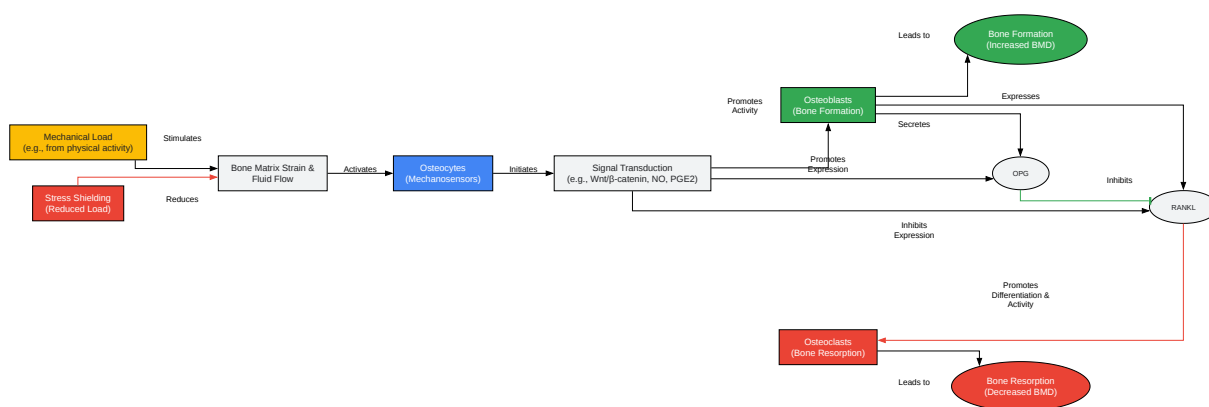 Mechanical Load
(e.g., from physical activity)
Stimulates
Stress Shielding
(Reduced Load)
Reduces
Bone Matrix Strain &
Fluid Flow
Activates
Osteocytes
(Mechanosensors)
Initiates
Signal Transduction
(e.g., Wnt/β-catenin, NO, PGE2)
Promotes
Activity
Osteoblasts
(Bone Formation)
Leads to
Bone Formation
(Increased BMD)
Expresses
Secretes
Promotes
Expression
OPG
Inhibits
RANKL
Inhibits
Expression
Promotes
Differentiation &
Activity
Osteoclasts
(Bone Resorption)
Leads to
Bone Resorption
(Decreased BMD)